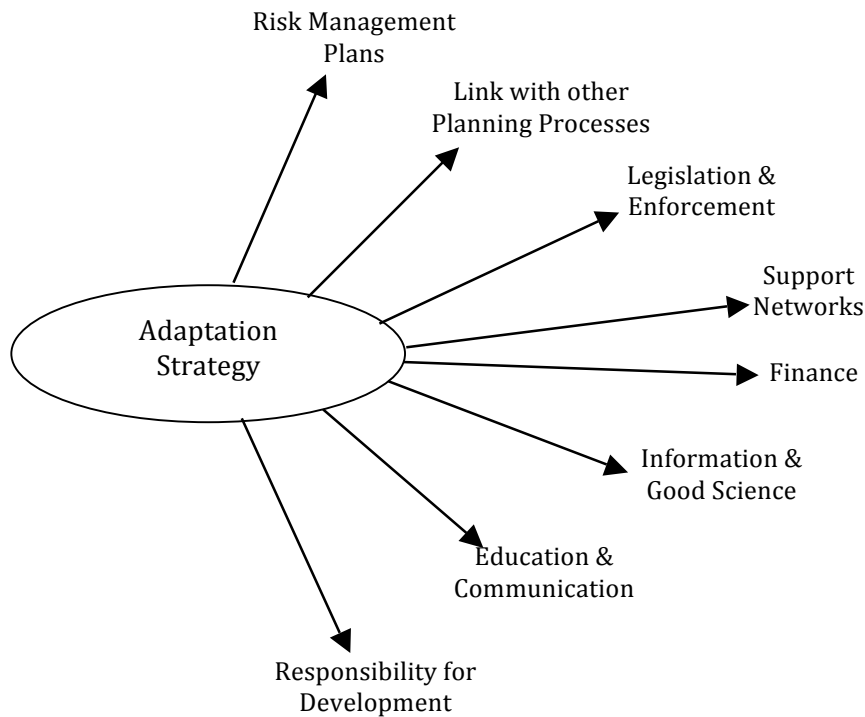 Risk Management
Plans
Link with other
Planning Processes
Legislation &
Enforcement
Support
Networks
Adaptation
Strategy
Finance
Information &
Good Science
Education &
Communication
Responsibility for
Development